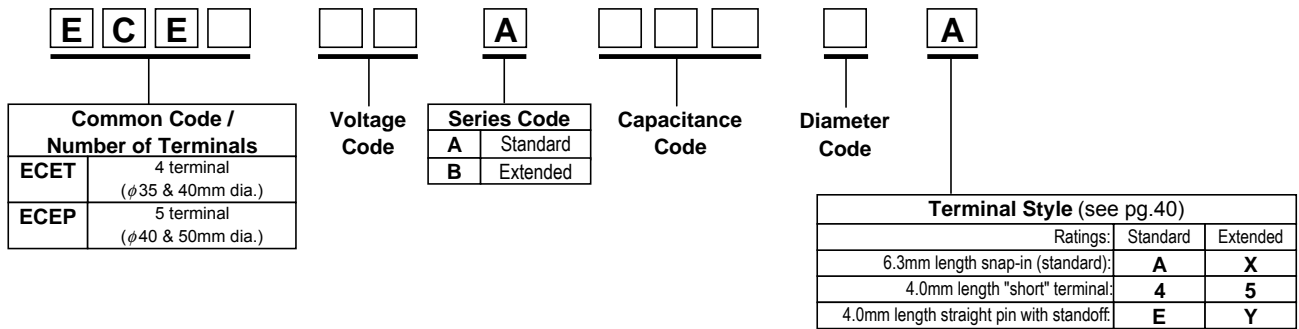 E C E A A
Common Code /
Number of Terminals
ECET 4 terminal
(ϕ35 & 40mm dia.)
ECEP 5 terminal
(ϕ40 & 50mm dia.)
Voltage
Code
Series Code
A Standard
B Extended
Capacitance
Code
Diameter
Code
Terminal Style (see pg.40)
Ratings: Standard Extended
6.3mm length snap-in (standard): A X
4.0mm length "short" terminal: 4 5
4.0mm length straight pin with standoff: E Y